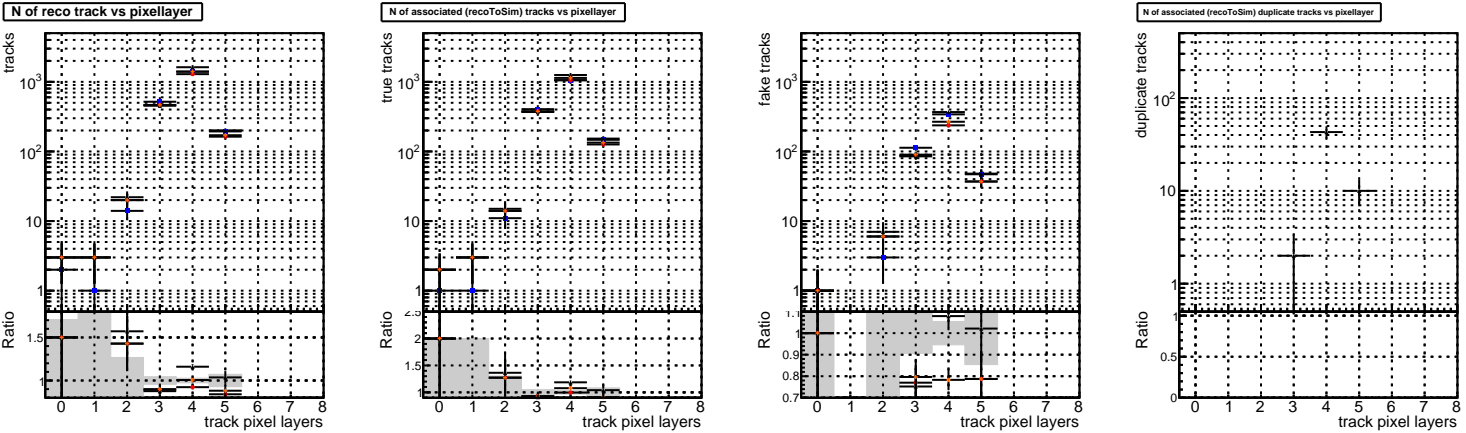 N of reco track vs pixellayer
tracks
10³
10²
10
1
Ratio
1.5
1
0 1 2 3 4 5 6 7 8
track pixel layers
N of associated (recoToSim) tracks vs pixellayer
true tracks
10³
10²
10
1
Ratio
2.5
2
1.5
1
0 1 2 3 4 5 6 7 8
track pixel layers
fake tracks
10³
10²
10
1
Ratio
1.1
1
0.9
0.8
0.7
0 1 2 3 4 5 6 7 8
track pixel layers
N of associated (recoToSim) duplicate tracks vs pixellayer
duplicate tracks
10²
10
1
Ratio
1
0.5
0
0 1 2 3 4 5 6 7 8
track pixel layers